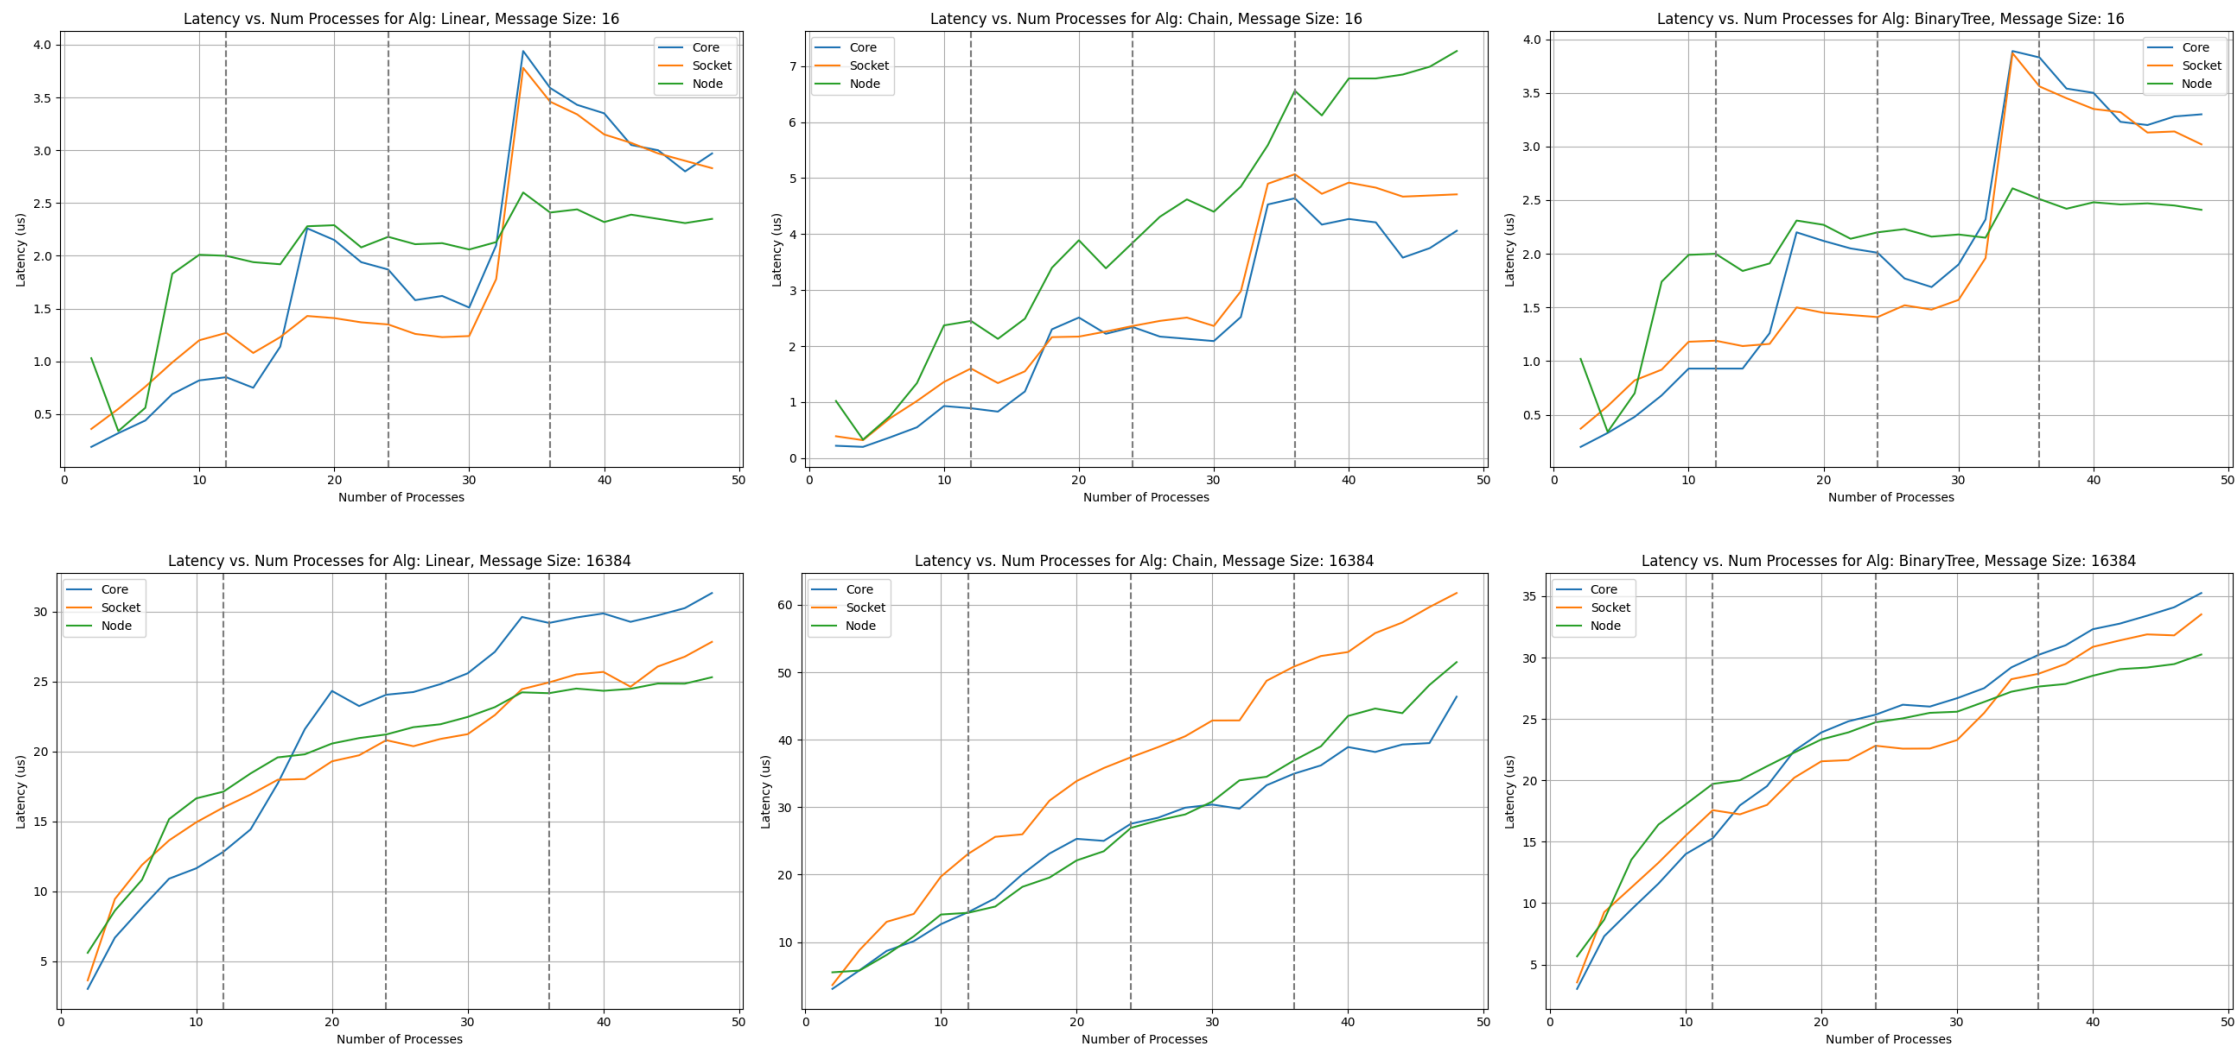 Latency vs. Num Processes for Alg: Linear, Message Size: 16
Core
Socket
Node
4.0
3.5
3.0
2.5
2.0
1.5
1.0
0.5
Latency (us)
0 10 20 30 40 50
Number of Processes
Latency vs. Num Processes for Alg: Chain, Message Size: 16
Core
Socket
Node
7
6
5
4
3
2
1
0
Latency (us)
0 10 20 30 40 50
Number of Processes
Latency vs. Num Processes for Alg: BinaryTree, Message Size: 16
Core
Socket
Node
4.0
3.5
3.0
2.5
2.0
1.5
1.0
0.5
Latency (us)
0 10 20 30 40 50
Number of Processes
Latency vs. Num Processes for Alg: Linear, Message Size: 16384
Core
Socket
Node
30
25
20
15
10
5
Latency (us)
0 10 20 30 40 50
Number of Processes
Latency vs. Num Processes for Alg: Chain, Message Size: 16384
Core
Socket
Node
60
50
40
30
20
10
Latency (us)
0 10 20 30 40 50
Number of Processes
Latency vs. Num Processes for Alg: BinaryTree, Message Size: 16384
Core
Socket
Node
35
30
25
20
15
10
5
Latency (us)
0 10 20 30 40 50
Number of Processes